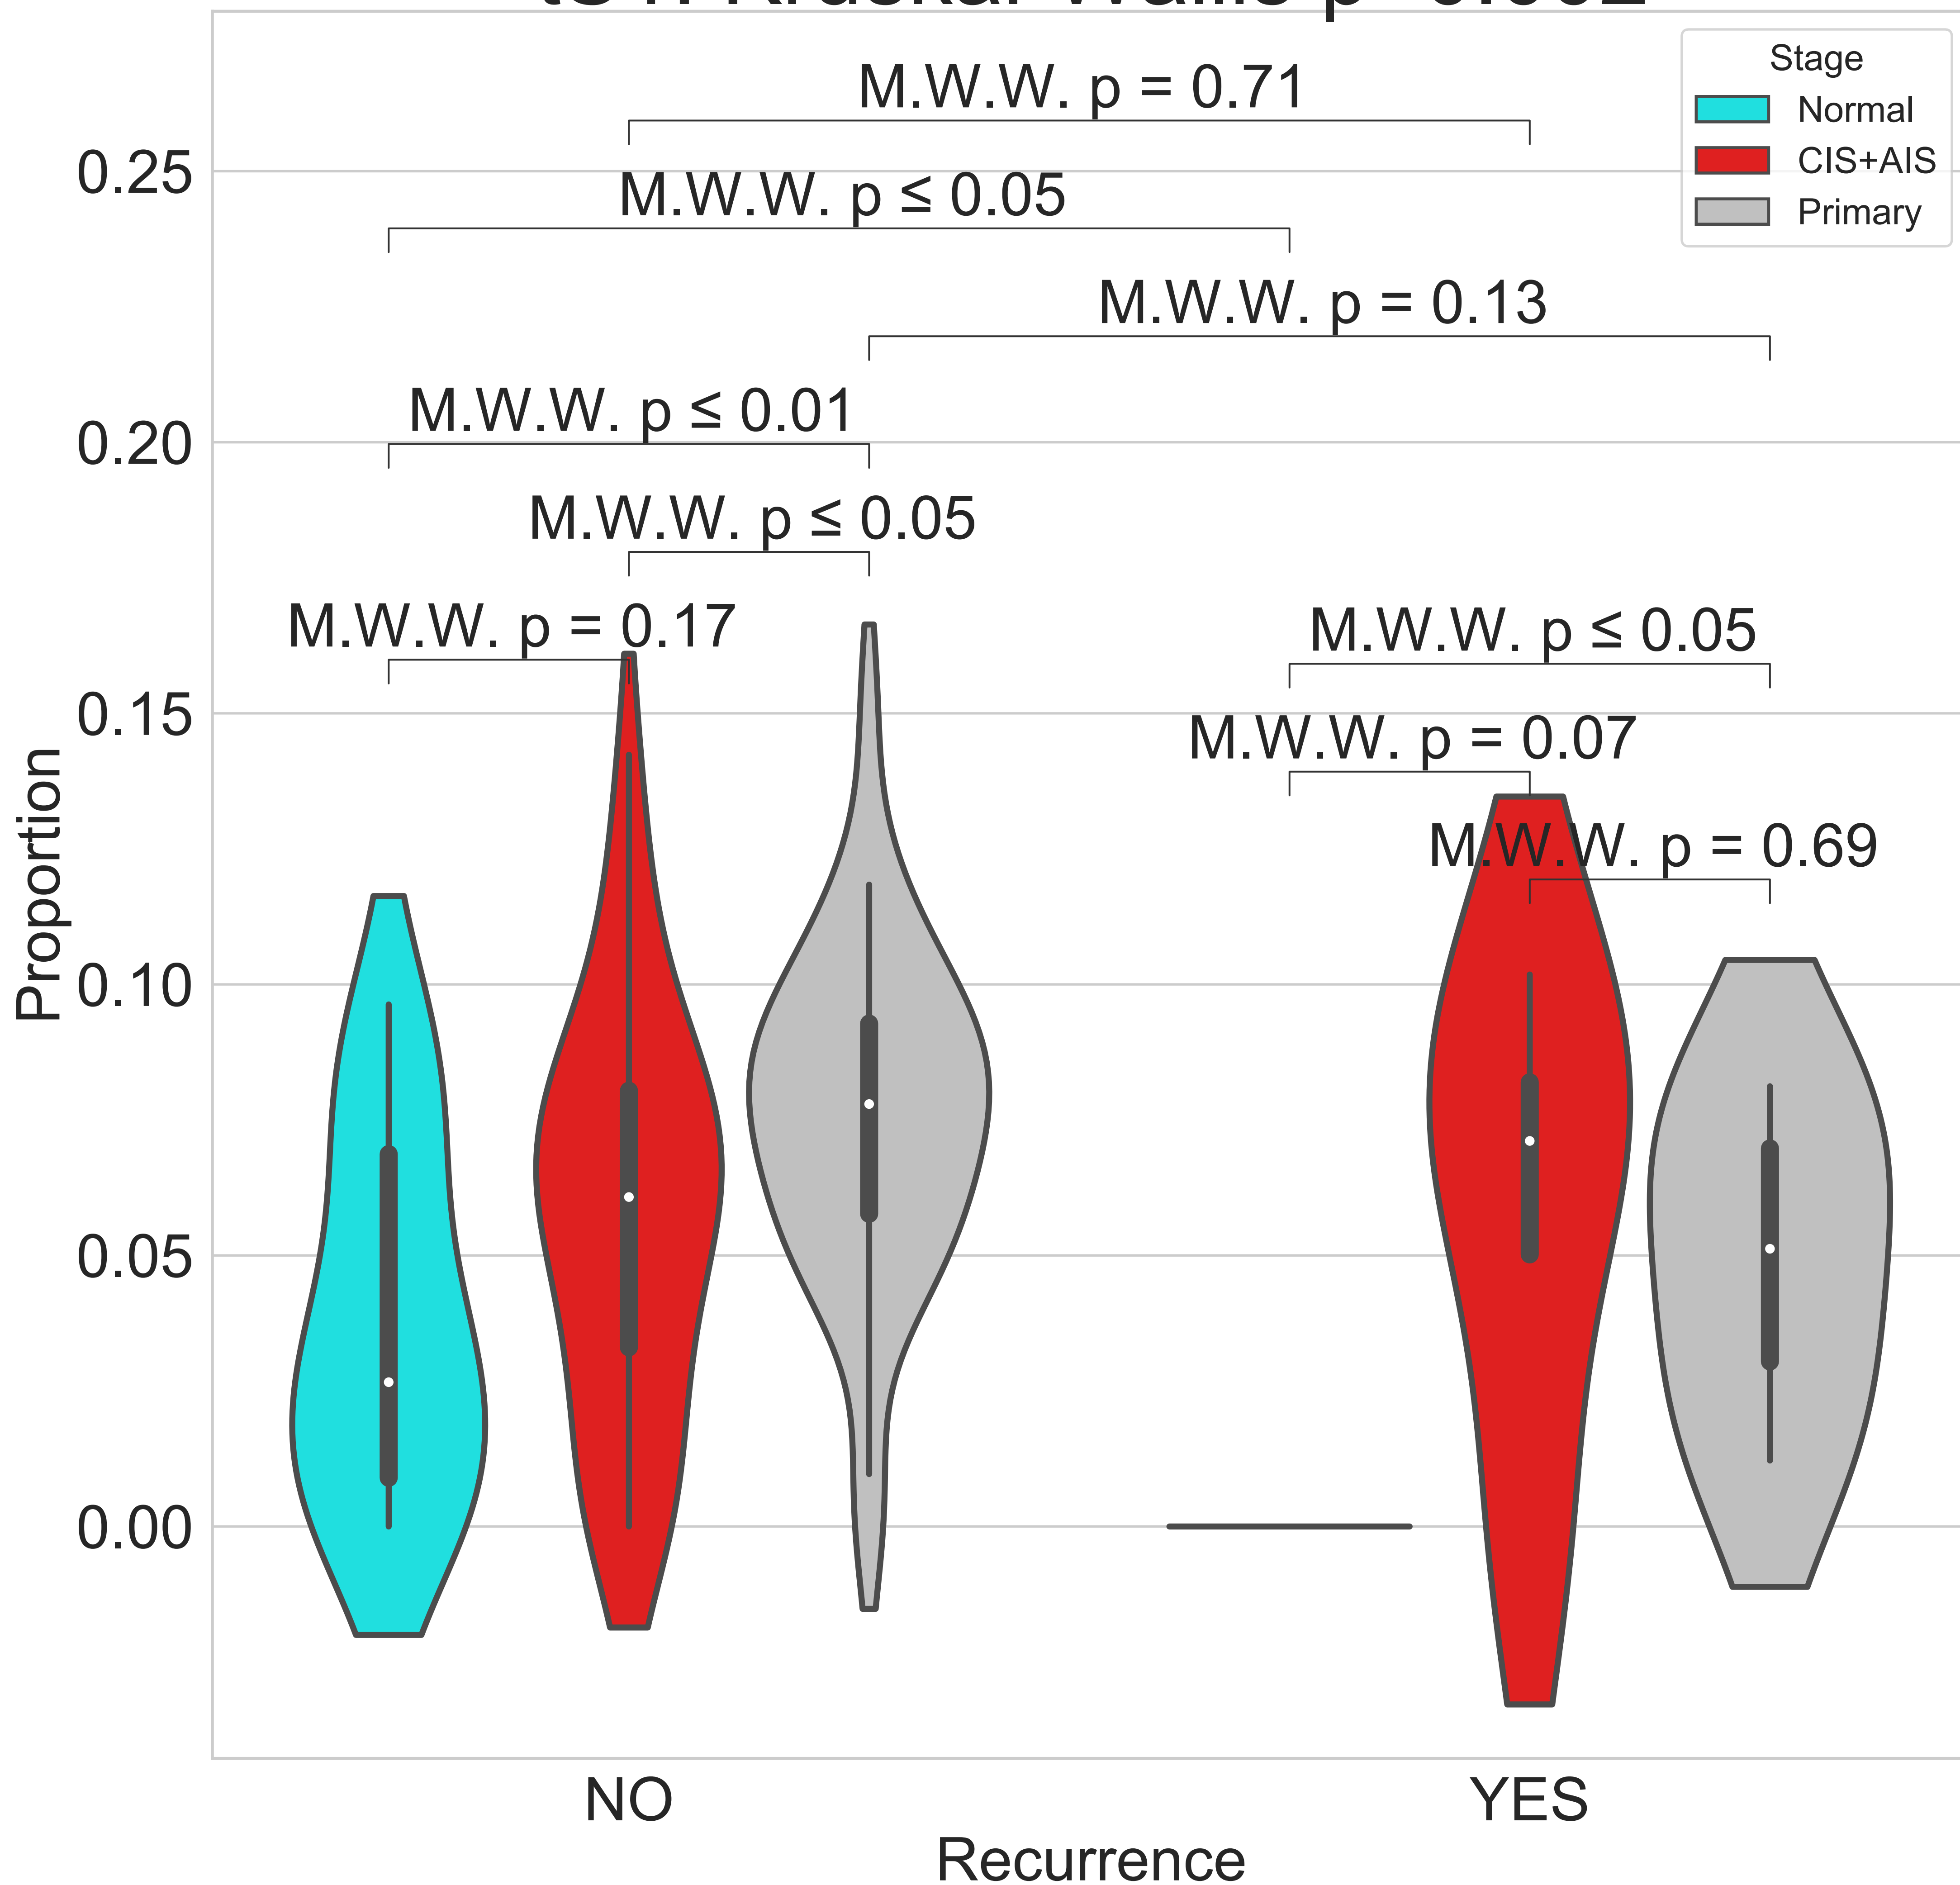 Stage
Normal
CIS+AIS
Primary
M.W.W. p = 0.71
M.W.W. p ≤ 0.05
M.W.W. p = 0.13
M.W.W. p ≤ 0.01
M.W.W. p ≤ 0.05
M.W.W. p = 0.17
M.W.W. p ≤ 0.05
M.W.W. p = 0.07
M.W.W. p = 0.69
0.25
0.20
0.15
0.10
0.05
0.00
Proportion
NO
YES
Recurrence